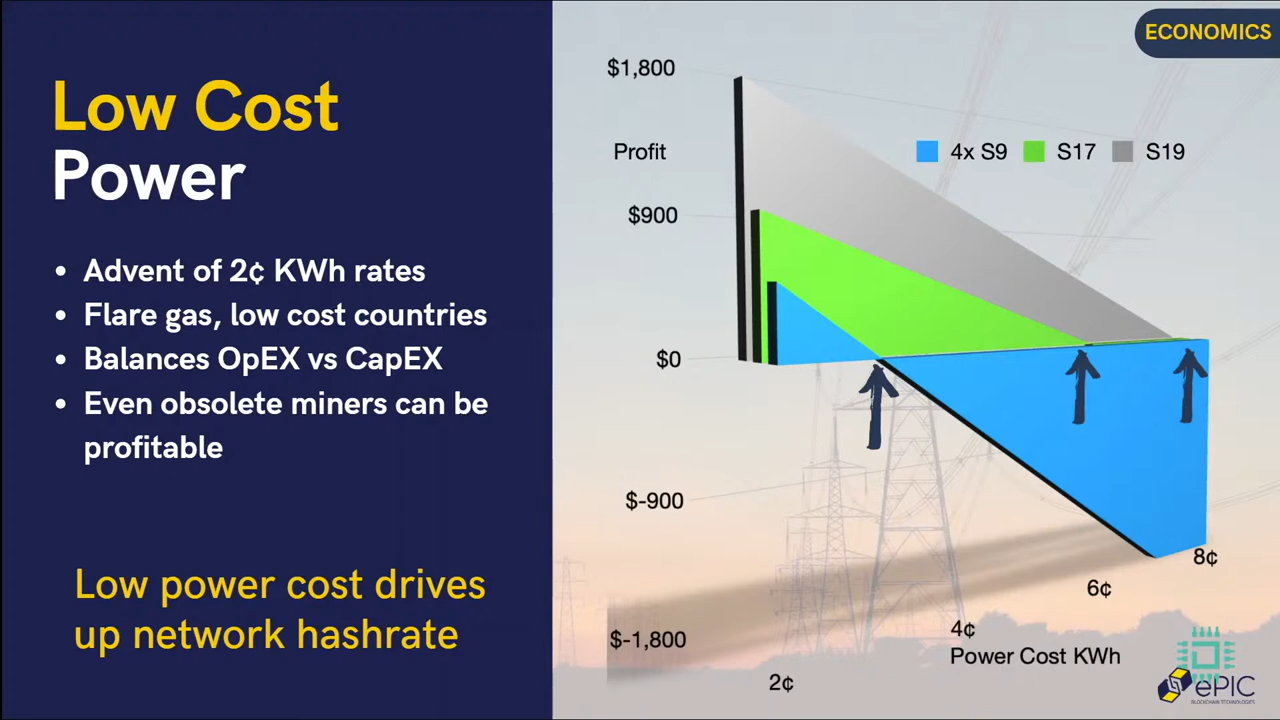 ECONOMICS
Low Cost
Power
• Advent of 2¢ KWh rates
• Flare gas, low cost countries
• Balances OpEX vs CapEX
• Even obsolete miners can be
profitable
Low power cost drives
up network hashrate
$1,800
Profit
4x S9 S17 S19
$900
$0
$-900
$-1,800
2¢
4¢
6¢
8¢
Power Cost KWh
ePIC
BLOCKCHAIN TECHNOLOGIES